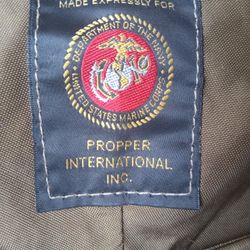 MADE EXPRESSLY FOR
DEPARTMENT OF THE NAVY
UNITED STATES MARINE CORPS
PROPPER
INTERNATIONAL
INC.